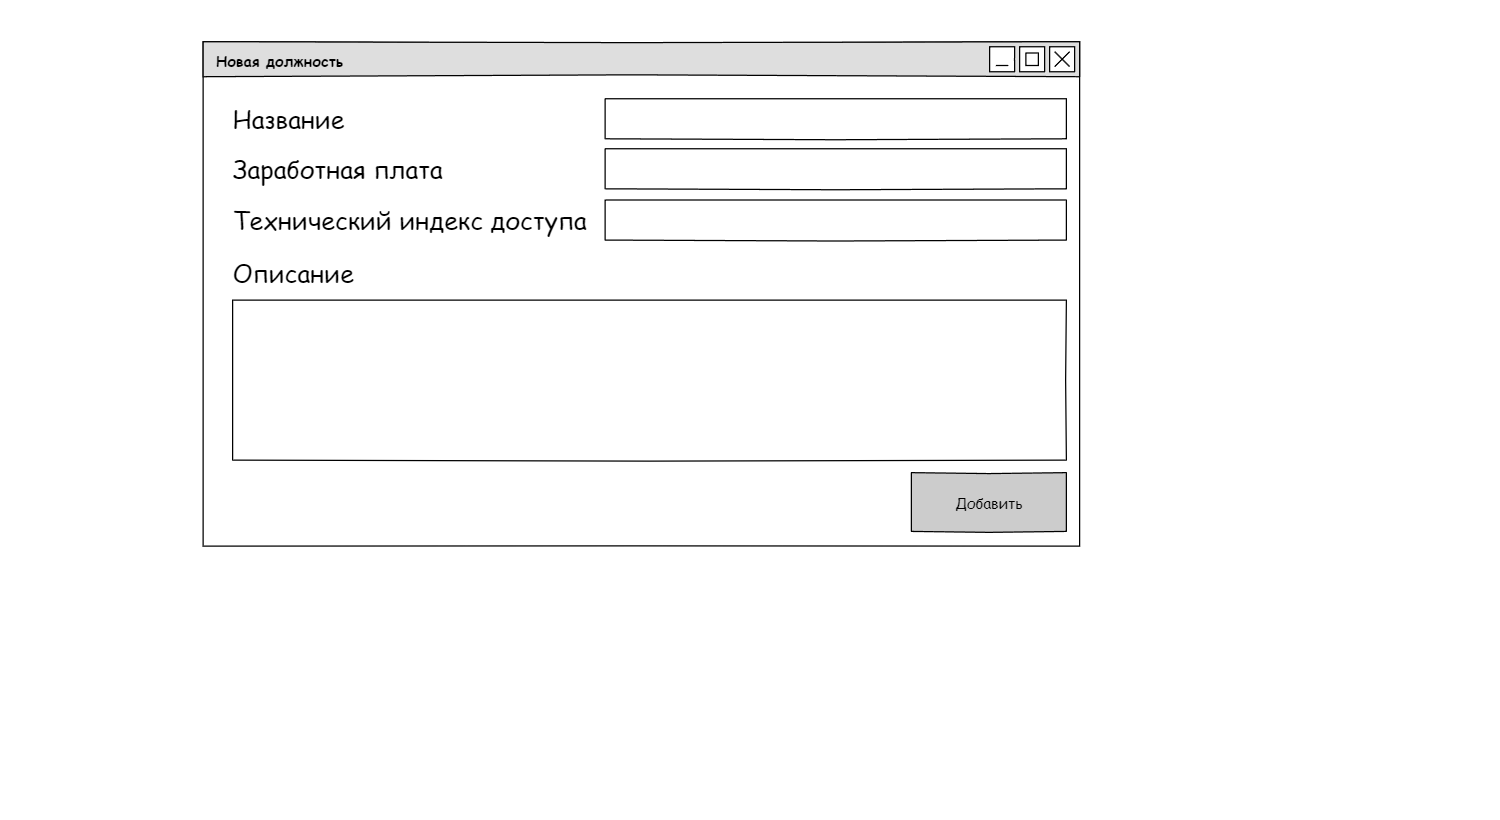 Новая должность
Название
Заработная плата
Технический индекс доступа
Описание
Добавить